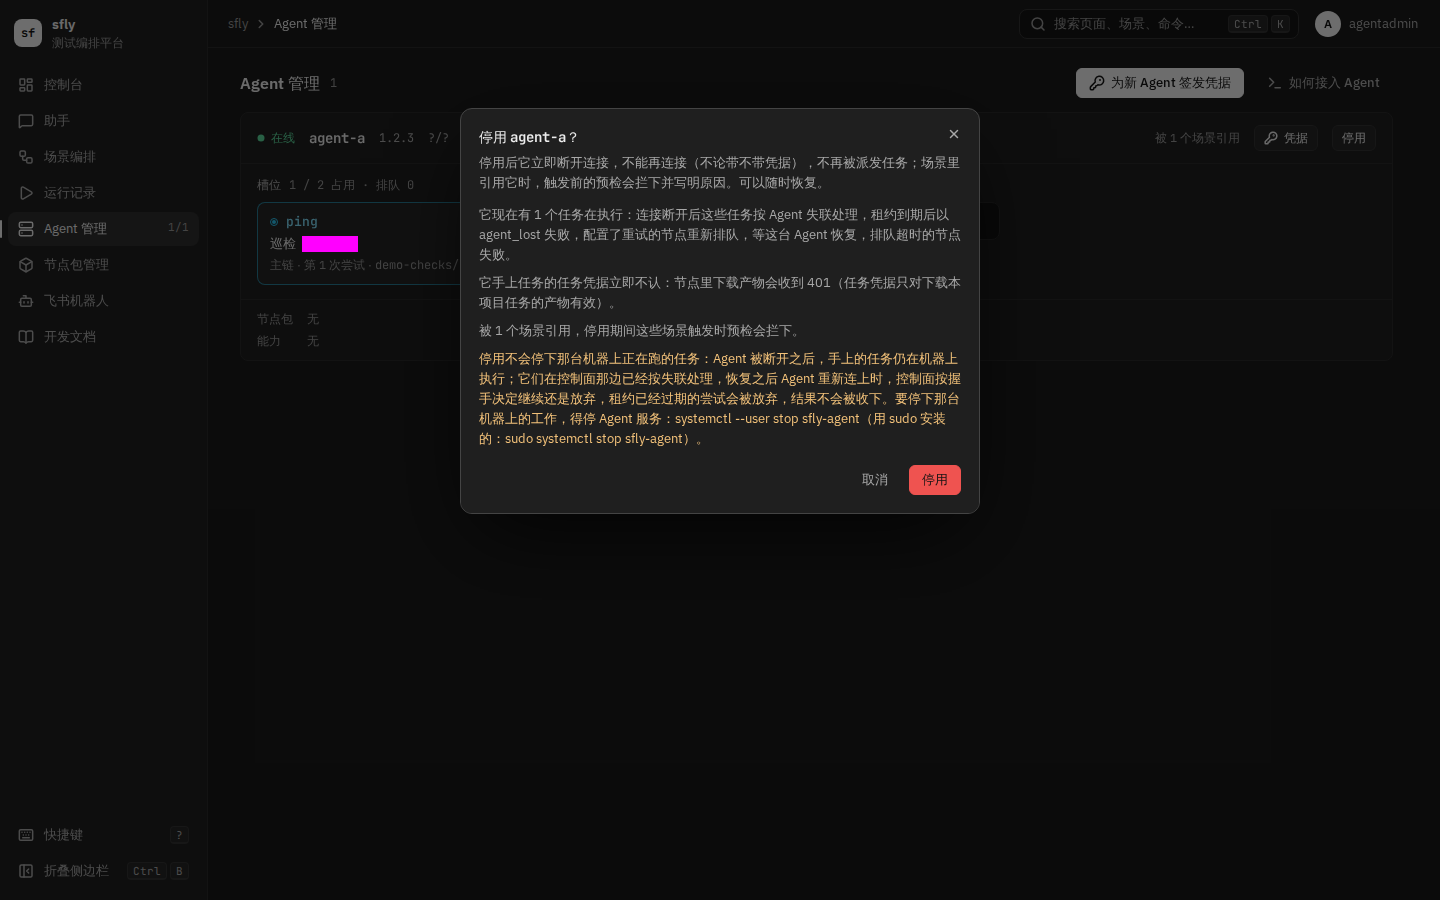 sf
sfly
测试编排平台
控制台
助手
场景编排
运行记录
Agent 管理
1/1
节点包管理
飞书机器人
开发文档
快捷键
?
折叠侧边栏
Ctrl
B
sfly
Agent 管理
搜索页面、场景、命令...
Ctrl
K
A
agentadmin
Agent 管理 1
为新 Agent 签发凭据
如何接入 Agent
在线 agent-a 1.2.3 ?/?
被 1 个场景引用
凭据
停用
槽位 1 / 2 占用 · 排队 0
ping
巡检
主链 · 第 1 次尝试 · demo-checks/
节点包 无
能力 无
停用 agent-a？
停用后它立即断开连接，不能再连接（不论带不带凭据），不再被派发任务；场景里
引用它时，触发前的预检会拦下并写明原因。可以随时恢复。
它现在有 1 个任务在执行：连接断开后这些任务按 Agent 失联处理，租约到期后以
agent_lost 失败，配置了重试的节点重新排队，等这台 Agent 恢复，排队超时的节点
失败。
它手上任务的任务凭据立即不认：节点里下载产物会收到 401（任务凭据只对下载本
项目任务的产物有效）。
被 1 个场景引用，停用期间这些场景触发时预检会拦下。
停用不会停下那台机器上正在跑的任务：Agent 被断开之后，手上的任务仍在机器上
执行；它们在控制面那边已经按失联处理，恢复之后 Agent 重新连上时，控制面按握
手决定继续还是放弃，租约已经过期的尝试会被放弃，结果不会被收下。要停下那台
机器上的工作，得停 Agent 服务：systemctl --user stop sfly-agent（用 sudo 安装
的：sudo systemctl stop sfly-agent）。
取消
停用